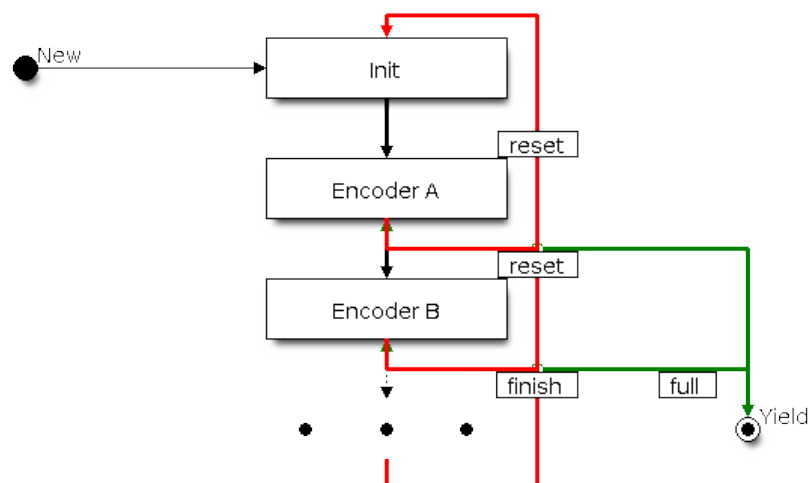 New
Init
reset
Encoder A
reset
Encoder B
finish
full
Yield